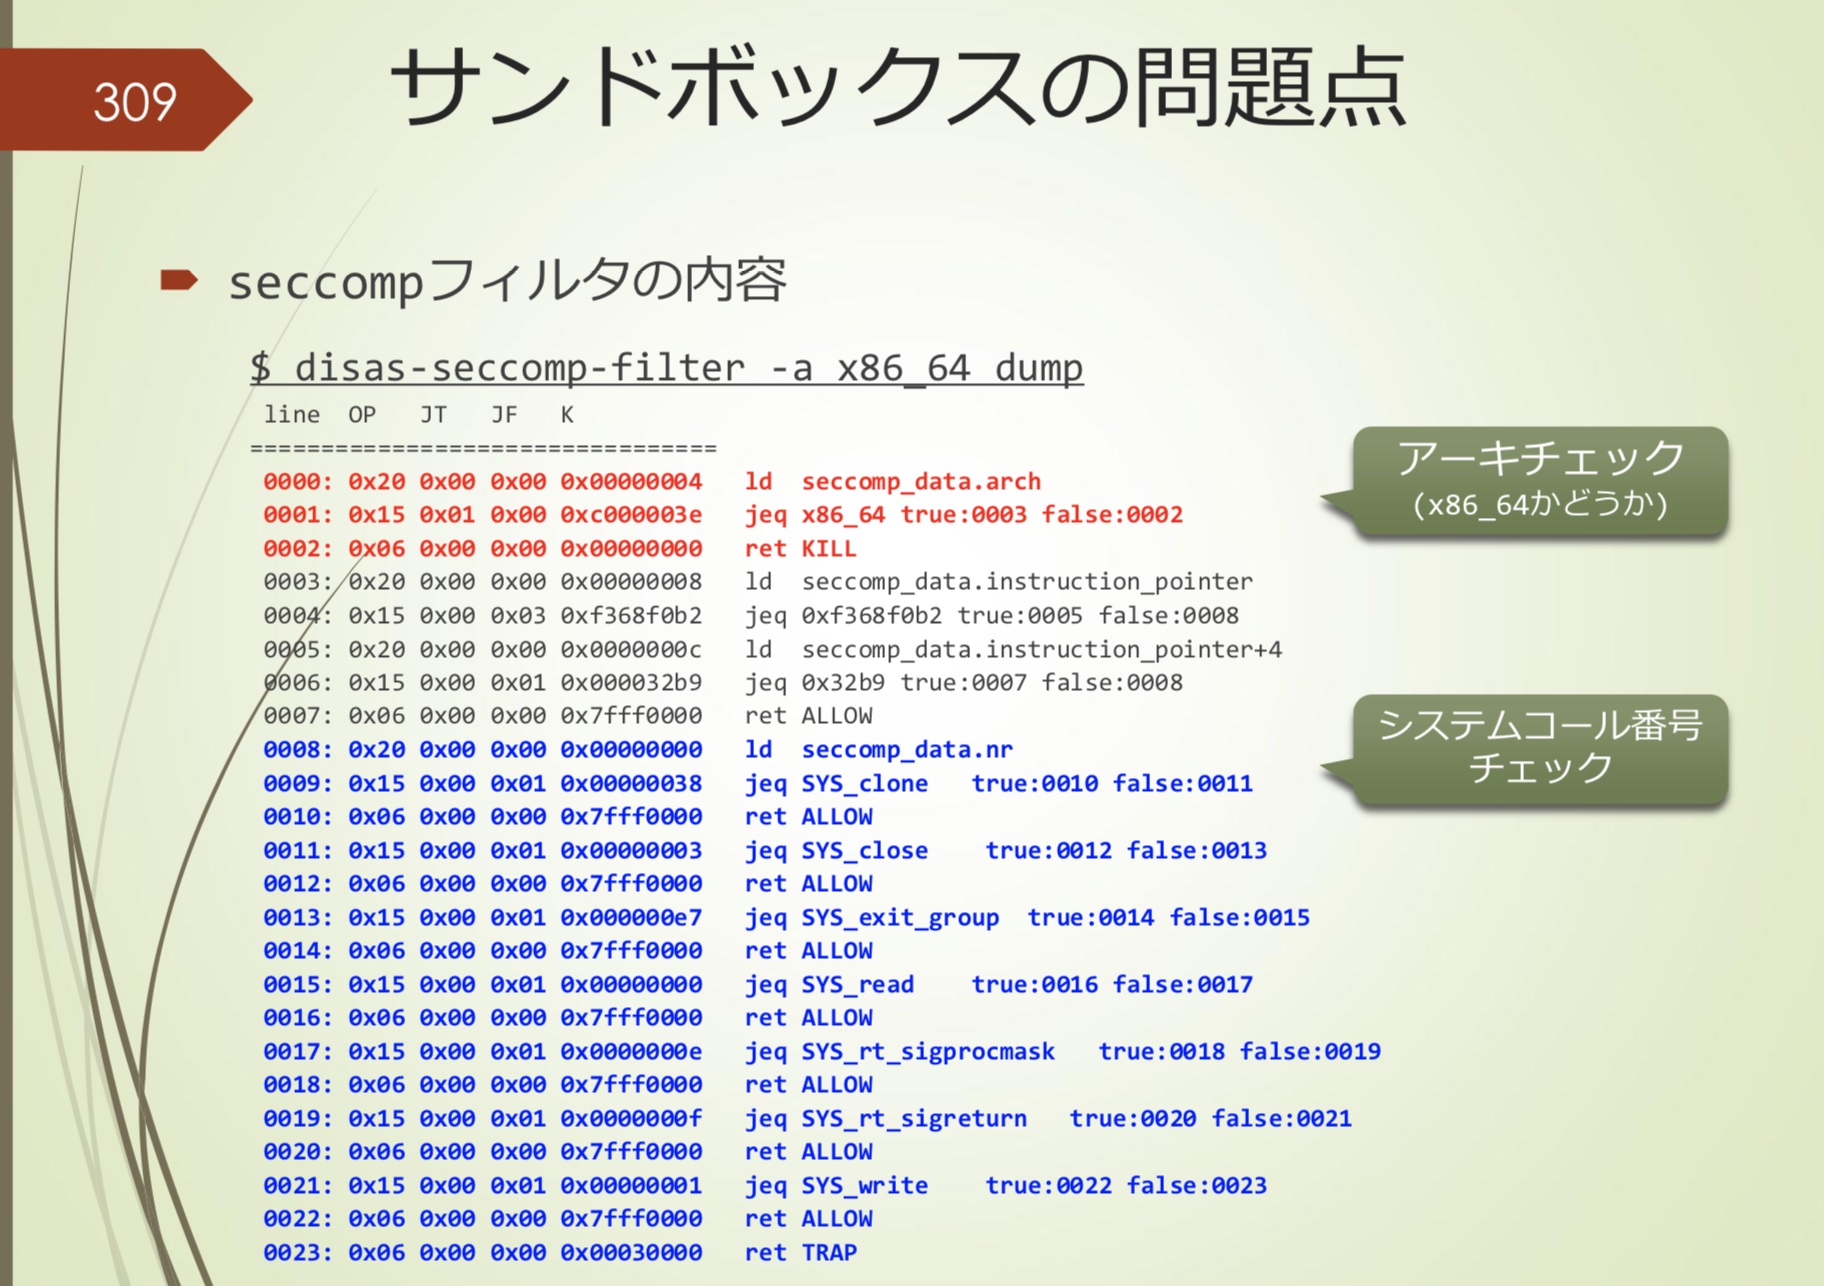 309
サンドボックスの問題点
seccompフィルタの内容
$ disas-seccomp-filter -a x86_64 dump
line OP JT JF K
=================================
0000: 0x20 0x00 0x00 0x00000004 ld seccomp_data.arch
0001: 0x15 0x01 0x00 0xc000003e jeq x86_64 true:0003 false:0002
0002: 0x06 0x00 0x00 0x00000000 ret KILL
0003: 0x20 0x00 0x00 0x00000008 ld seccomp_data.instruction_pointer
0004: 0x15 0x00 0x03 0xf368f0b2 jeq 0xf368f0b2 true:0005 false:0008
0005: 0x20 0x00 0x00 0x0000000c ld seccomp_data.instruction_pointer+4
0006: 0x15 0x00 0x01 0x000032b9 jeq 0x32b9 true:0007 false:0008
0007: 0x06 0x00 0x00 0x7fff0000 ret ALLOW
0008: 0x20 0x00 0x00 0x00000000 ld seccomp_data.nr
0009: 0x15 0x00 0x01 0x00000038 jeq SYS_clone true:0010 false:0011
0010: 0x06 0x00 0x00 0x7fff0000 ret ALLOW
0011: 0x15 0x00 0x01 0x00000003 jeq SYS_close true:0012 false:0013
0012: 0x06 0x00 0x00 0x7fff0000 ret ALLOW
0013: 0x15 0x00 0x01 0x000000e7 jeq SYS_exit_group true:0014 false:0015
0014: 0x06 0x00 0x00 0x7fff0000 ret ALLOW
0015: 0x15 0x00 0x01 0x00000000 jeq SYS_read true:0016 false:0017
0016: 0x06 0x00 0x00 0x7fff0000 ret ALLOW
0017: 0x15 0x00 0x01 0x0000000e jeq SYS_rt_sigprocmask true:0018 false:0019
0018: 0x06 0x00 0x00 0x7fff0000 ret ALLOW
0019: 0x15 0x00 0x01 0x0000000f jeq SYS_rt_sigreturn true:0020 false:0021
0020: 0x06 0x00 0x00 0x7fff0000 ret ALLOW
0021: 0x15 0x00 0x01 0x00000001 jeq SYS_write true:0022 false:0023
0022: 0x06 0x00 0x00 0x7fff0000 ret ALLOW
0023: 0x06 0x00 0x00 0x00030000 ret TRAP
アーキチェック
(x86_64かどうか)
システムコール番号
チェック